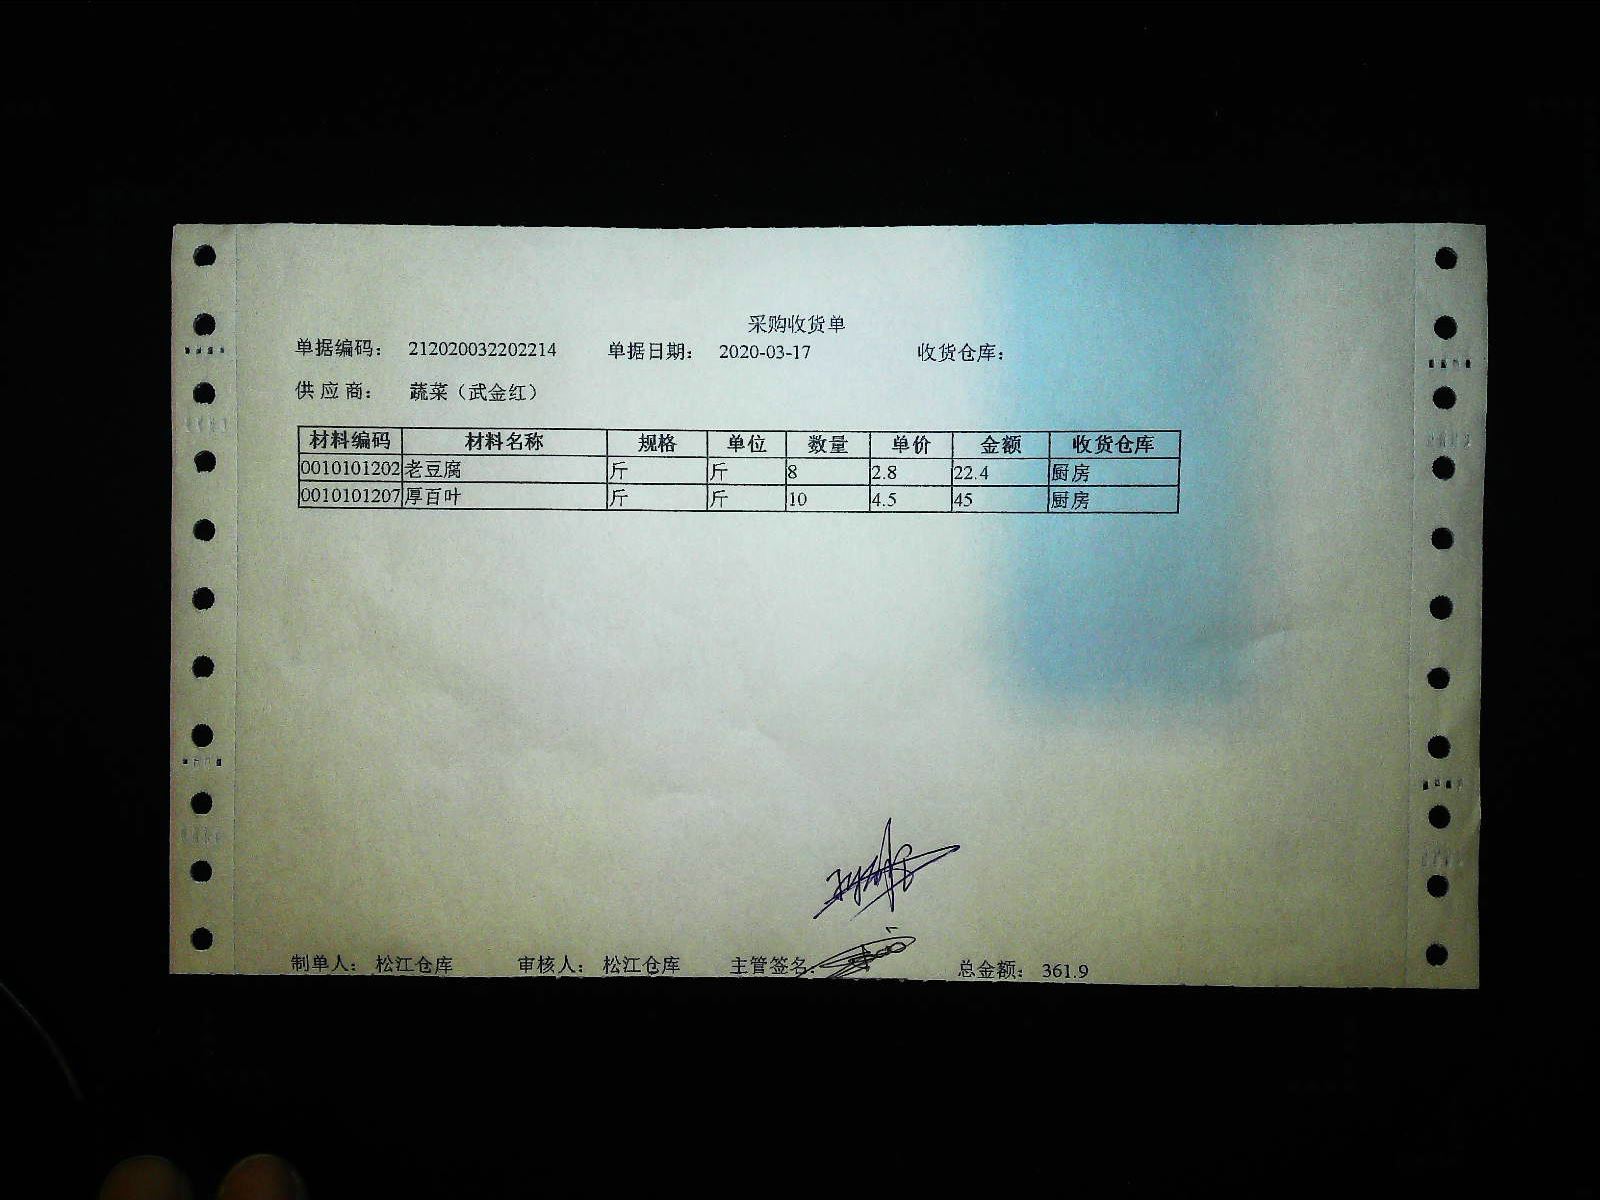 采购收货单
单据编码： 212020032202214 单据日期： 2020-03-17 收货仓库：
供 应 商： 蔬菜（武金红）
材料编码 材料名称 规格 单位 数量 单价 金额 收货仓库
0010101202 老豆腐 斤 斤 8 2.8 22.4 厨房
0010101207 厚百叶 斤 斤 10 4.5 45 厨房
制单人： 松江仓库 审核人： 松江仓库 主管签名： 总金额： 361.9